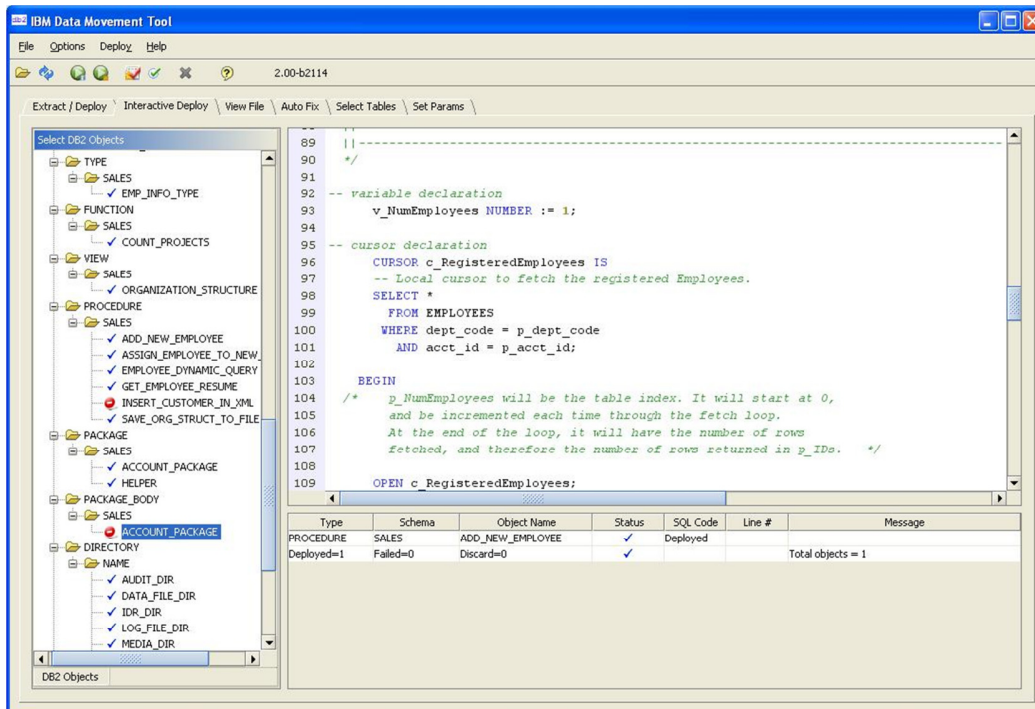 db2 IBM Data Movement Tool
File Options Deploy Help
2.00-b2114
Extract / Deploy Interactive Deploy View File Auto Fix Select Tables Set Params
Select DB2 Objects
TYPE
SALES
EMP_INFO_TYPE
FUNCTION
SALES
COUNT_PROJECTS
VIEW
SALES
ORGANIZATION_STRUCTURE
PROCEDURE
SALES
ADD_NEW_EMPLOYEE
ASSIGN_EMPLOYEE_TO_NEW_
EMPLOYEE_DYNAMIC_QUERY
GET_EMPLOYEE_RESUME
INSERT_CUSTOMER_IN_XML
SAVE_ORG_STRUCT_TO_FILE
PACKAGE
SALES
ACCOUNT_PACKAGE
HELPER
PACKAGE_BODY
SALES
ACCOUNT_PACKAGE
DIRECTORY
NAME
AUDIT_DIR
DATA_FILE_DIR
IDR_DIR
LOG_FILE_DIR
MEDIA_DIR
DB2 Objects
89 ||--------------------------------------------------------------------------------
90 */
91
92 -- variable declaration
93 v_NumEmployees NUMBER := 1;
94
95 -- cursor declaration
96 CURSOR c_RegisteredEmployees IS
97 -- Local cursor to fetch the registered Employees.
98 SELECT *
99 FROM EMPLOYEES
100 WHERE dept_code = p_dept_code
101 AND acct_id = p_acct_id;
102
103 BEGIN
104 /* p_NumEmployees will be the table index. It will start at 0,
105 and be incremented each time through the fetch loop.
106 At the end of the loop, it will have the number of rows
107 fetched, and therefore the number of rows returned in p_IDs. */
108
109 OPEN c_RegisteredEmployees;
Type Schema Object Name Status SQL Code Line # Message
PROCEDURE SALES ADD_NEW_EMPLOYEE ✓ Deployed
Deployed=1 Failed=0 Discard=0 ✓ Total objects = 1